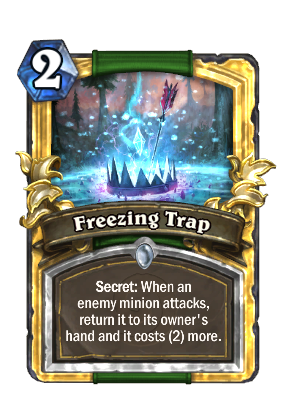 2
Freezing Trap
Secret: When an
enemy minion attacks,
return it to its owner's
hand and it costs (2) more.